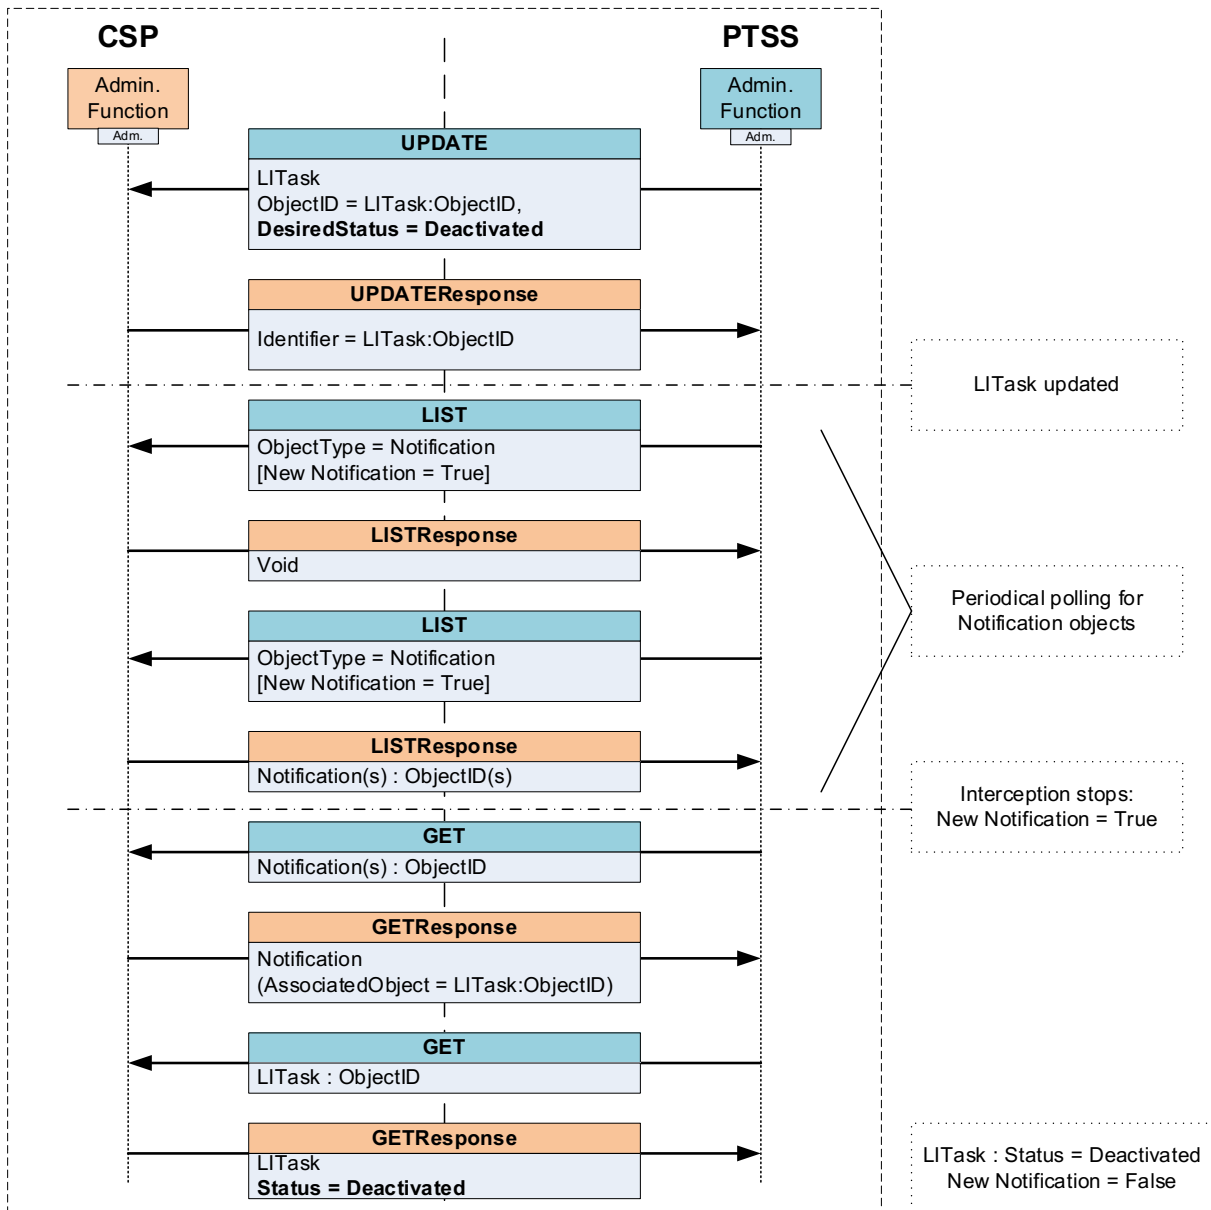 CSP
PTSS
Admin.
Function
Adm.
Admin.
Function
Adm.
UPDATE
LITask
ObjectID = LITask:ObjectID,
DesiredStatus = Deactivated
UPDATEResponse
Identifier = LITask:ObjectID
LITask updated
LIST
ObjectType = Notification
[New Notification = True]
LISTResponse
Void
Periodical polling for
Notification objects
LIST
ObjectType = Notification
[New Notification = True]
LISTResponse
Notification(s) : ObjectID(s)
Interception stops:
New Notification = True
GET
Notification(s) : ObjectID
GETResponse
Notification
(AssociatedObject = LITask:ObjectID)
GET
LITask : ObjectID
GETResponse
LITask
Status = Deactivated
LITask : Status = Deactivated
New Notification = False